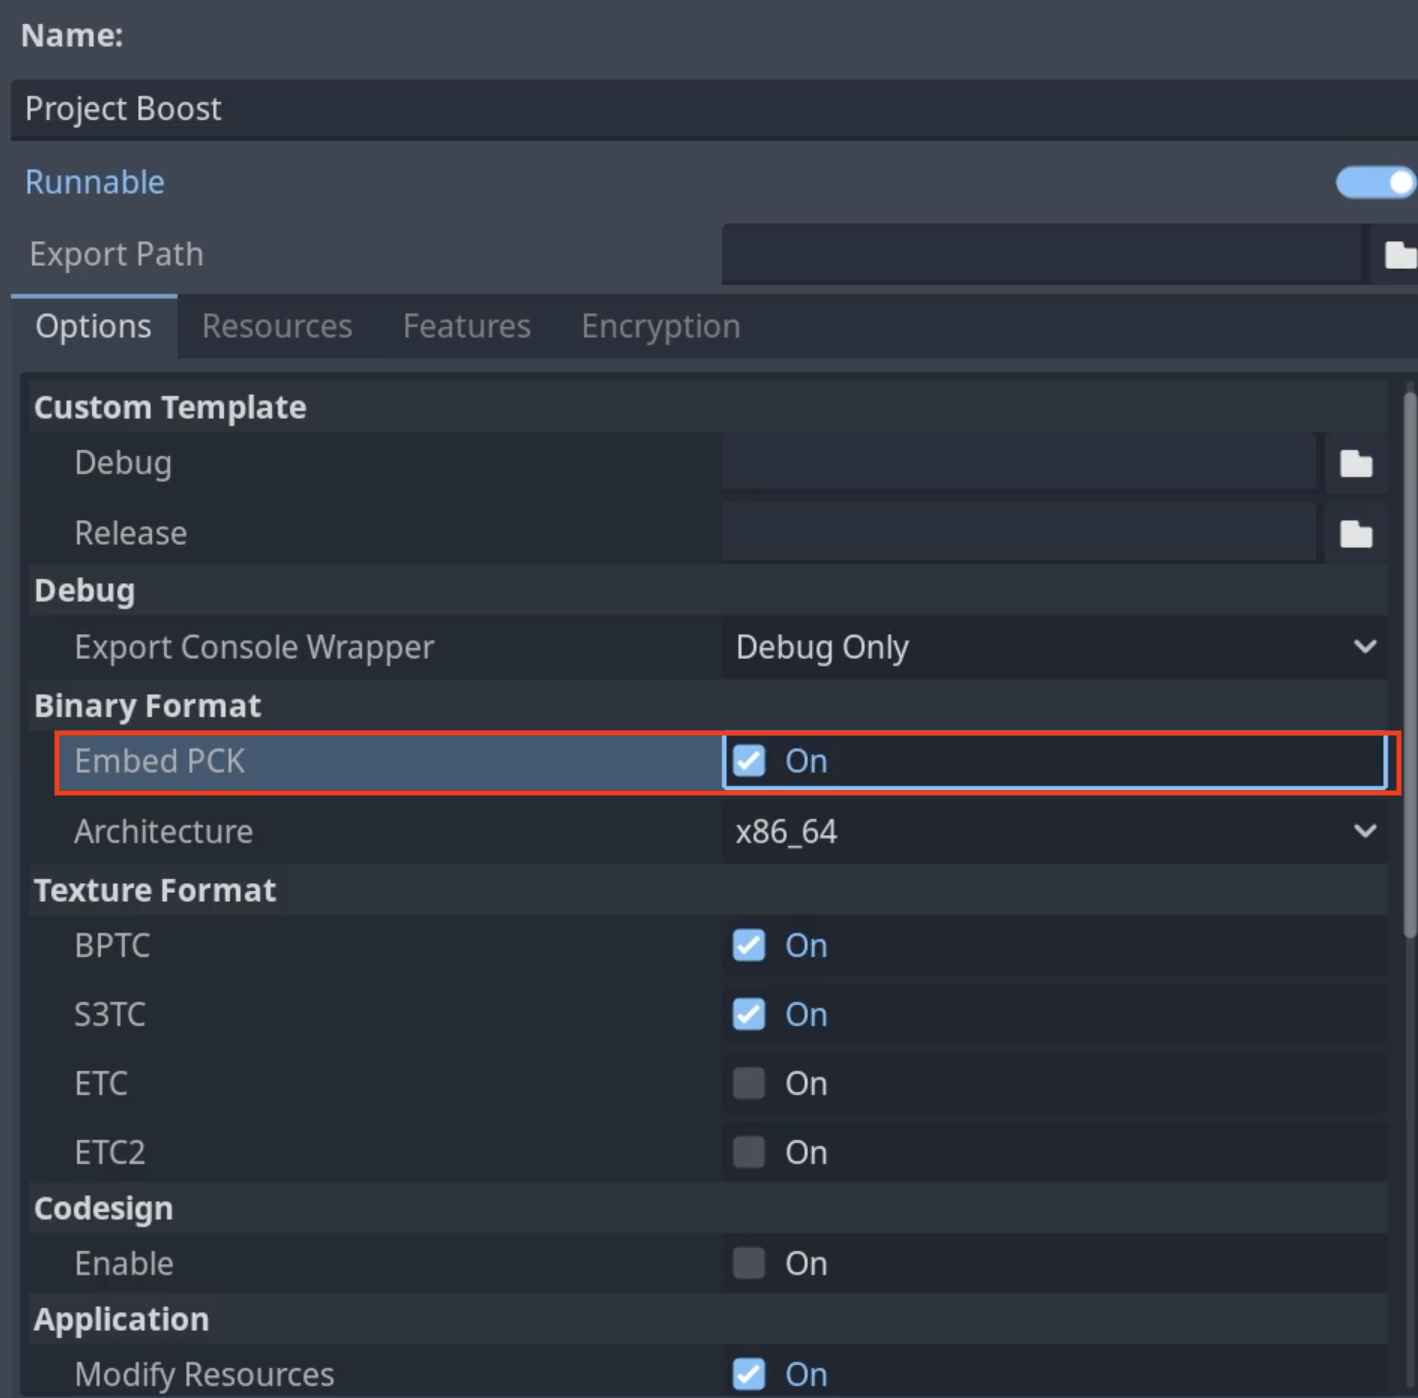 Name:
Project Boost
Runnable
Export Path
Options Resources Features Encryption
Custom Template
Debug
Release
Debug
Export Console Wrapper Debug Only
Binary Format
Embed PCK On
Architecture x86_64
Texture Format
BPTC On
S3TC On
ETC On
ETC2 On
Codesign
Enable On
Application
Modify Resources On